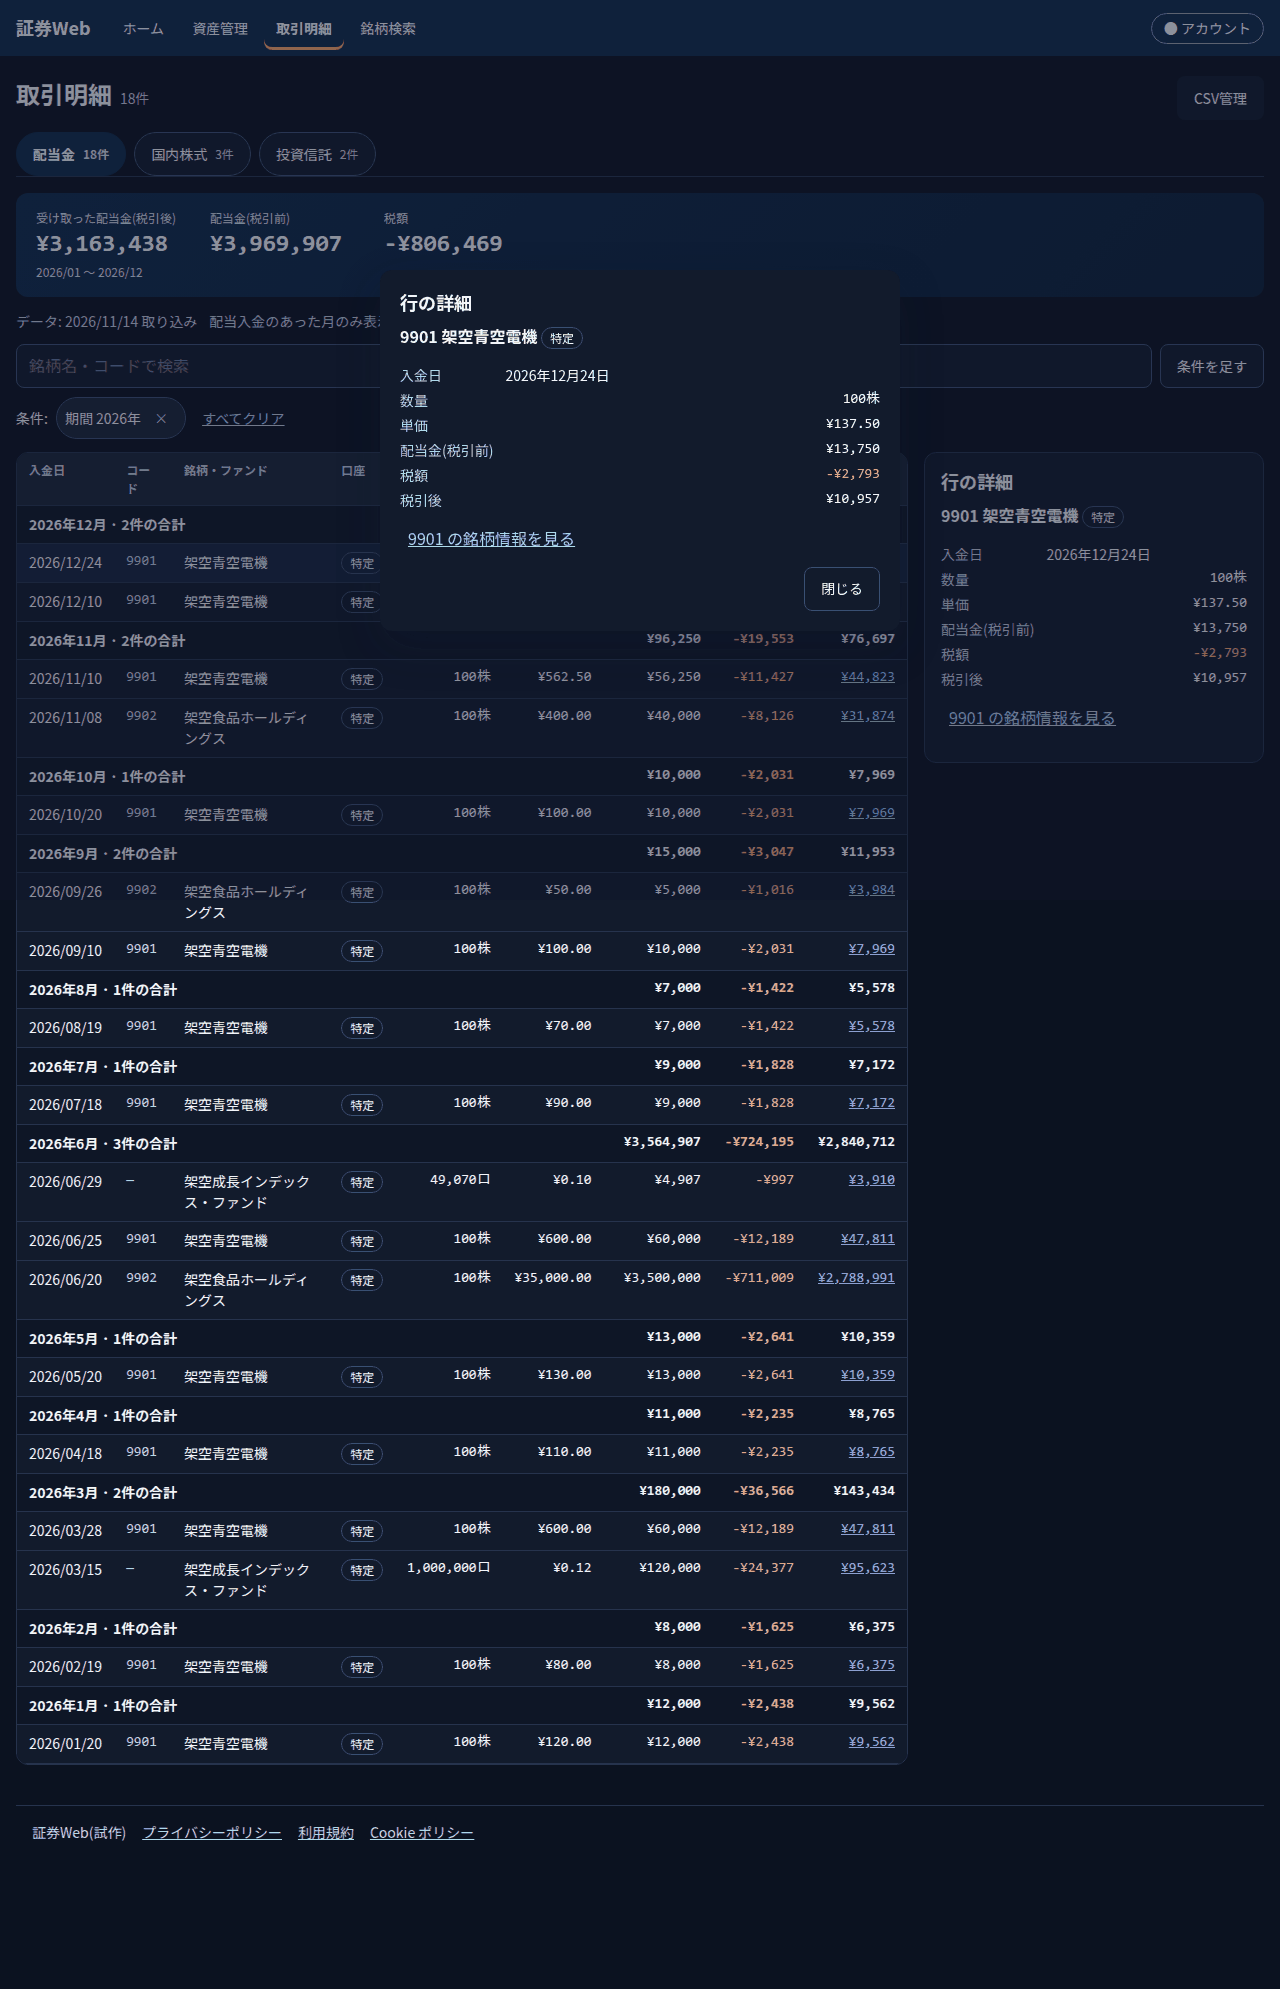 証券Web ホーム 資産管理 取引明細 銘柄検索 アカウント
取引明細 18件 CSV管理
配当金 18件 国内株式 3件 投資信託 2件
受け取った配当金(税引後) 配当金(税引前) 税額
¥3,163,438 ¥3,969,907 -¥806,469
2026/01 〜 2026/12
データ: 2026/11/14 取り込み 配当入金のあった月のみ表
銘柄名・コードで検索 条件を足す
条件: 期間 2026年 × すべてクリア
行の詳細
9901 架空青空電機 特定
入金日 2026年12月24日
数量 100株
単価 ¥137.50
配当金(税引前) ¥13,750
税額 -¥2,793
税引後 ¥10,957
9901 の銘柄情報を見る
閉じる
入金日 コード 銘柄・ファンド 口座
2026年12月・2件の合計
2026/12/24 9901 架空青空電機 特定
2026/12/10 9901 架空青空電機 特定
2026年11月・2件の合計 ¥96,250 -¥19,553 ¥76,697
2026/11/10 9901 架空青空電機 特定 100株 ¥562.50 ¥56,250 -¥11,427 ¥44,823
2026/11/08 9902 架空食品ホールディングス 特定 100株 ¥400.00 ¥40,000 -¥8,126 ¥31,874
2026年10月・1件の合計 ¥10,000 -¥2,031 ¥7,969
2026/10/20 9901 架空青空電機 特定 100株 ¥100.00 ¥10,000 -¥2,031 ¥7,969
2026年9月・2件の合計 ¥15,000 -¥3,047 ¥11,953
2026/09/26 9902 架空食品ホールディングス 特定 100株 ¥50.00 ¥5,000 -¥1,016 ¥3,984
2026/09/10 9901 架空青空電機 特定 100株 ¥100.00 ¥10,000 -¥2,031 ¥7,969
2026年8月・1件の合計 ¥7,000 -¥1,422 ¥5,578
2026/08/19 9901 架空青空電機 特定 100株 ¥70.00 ¥7,000 -¥1,422 ¥5,578
2026年7月・1件の合計 ¥9,000 -¥1,828 ¥7,172
2026/07/18 9901 架空青空電機 特定 100株 ¥90.00 ¥9,000 -¥1,828 ¥7,172
2026年6月・3件の合計 ¥3,564,907 -¥724,195 ¥2,840,712
2026/06/29 — 架空成長インデックス・ファンド 特定 49,070口 ¥0.10 ¥4,907 -¥997 ¥3,910
2026/06/25 9901 架空青空電機 特定 100株 ¥600.00 ¥60,000 -¥12,189 ¥47,811
2026/06/20 9902 架空食品ホールディングス 特定 100株 ¥35,000.00 ¥3,500,000 -¥711,009 ¥2,788,991
2026年5月・1件の合計 ¥13,000 -¥2,641 ¥10,359
2026/05/20 9901 架空青空電機 特定 100株 ¥130.00 ¥13,000 -¥2,641 ¥10,359
2026年4月・1件の合計 ¥11,000 -¥2,235 ¥8,765
2026/04/18 9901 架空青空電機 特定 100株 ¥110.00 ¥11,000 -¥2,235 ¥8,765
2026年3月・2件の合計 ¥180,000 -¥36,566 ¥143,434
2026/03/28 9901 架空青空電機 特定 100株 ¥600.00 ¥60,000 -¥12,189 ¥47,811
2026/03/15 — 架空成長インデックス・ファンド 特定 1,000,000口 ¥0.12 ¥120,000 -¥24,377 ¥95,623
2026年2月・1件の合計 ¥8,000 -¥1,625 ¥6,375
2026/02/19 9901 架空青空電機 特定 100株 ¥80.00 ¥8,000 -¥1,625 ¥6,375
2026年1月・1件の合計 ¥12,000 -¥2,438 ¥9,562
2026/01/20 9901 架空青空電機 特定 100株 ¥120.00 ¥12,000 -¥2,438 ¥9,562
行の詳細
9901 架空青空電機 特定
入金日 2026年12月24日
数量 100株
単価 ¥137.50
配当金(税引前) ¥13,750
税額 -¥2,793
税引後 ¥10,957
9901 の銘柄情報を見る
証券Web(試作) プライバシーポリシー 利用規約 Cookie ポリシー